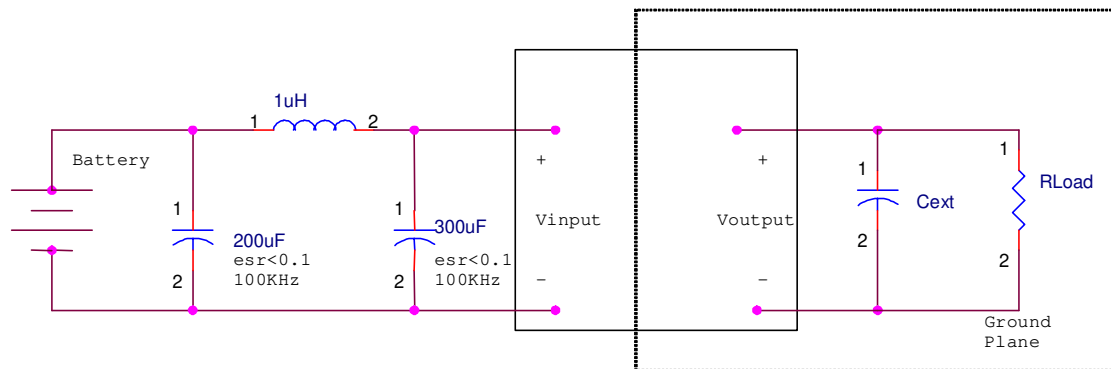 1uH
1
2
Battery
+
+
1
RLoad
1
1
1
Cext
Vinput
Voutput
300uF
200uF
esr<0.1
esr<0.1
2
2
100KHz
2
100KHz
2
-
-
Ground
Plane